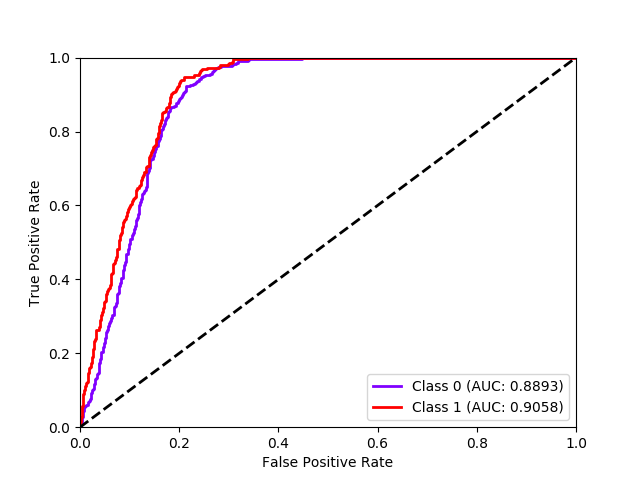 1.0
0.8
0.6
0.4
0.2
0.0
True Positive Rate
0.0 0.2 0.4 0.6 0.8 1.0
False Positive Rate
Class 0 (AUC: 0.8893)
Class 1 (AUC: 0.9058)